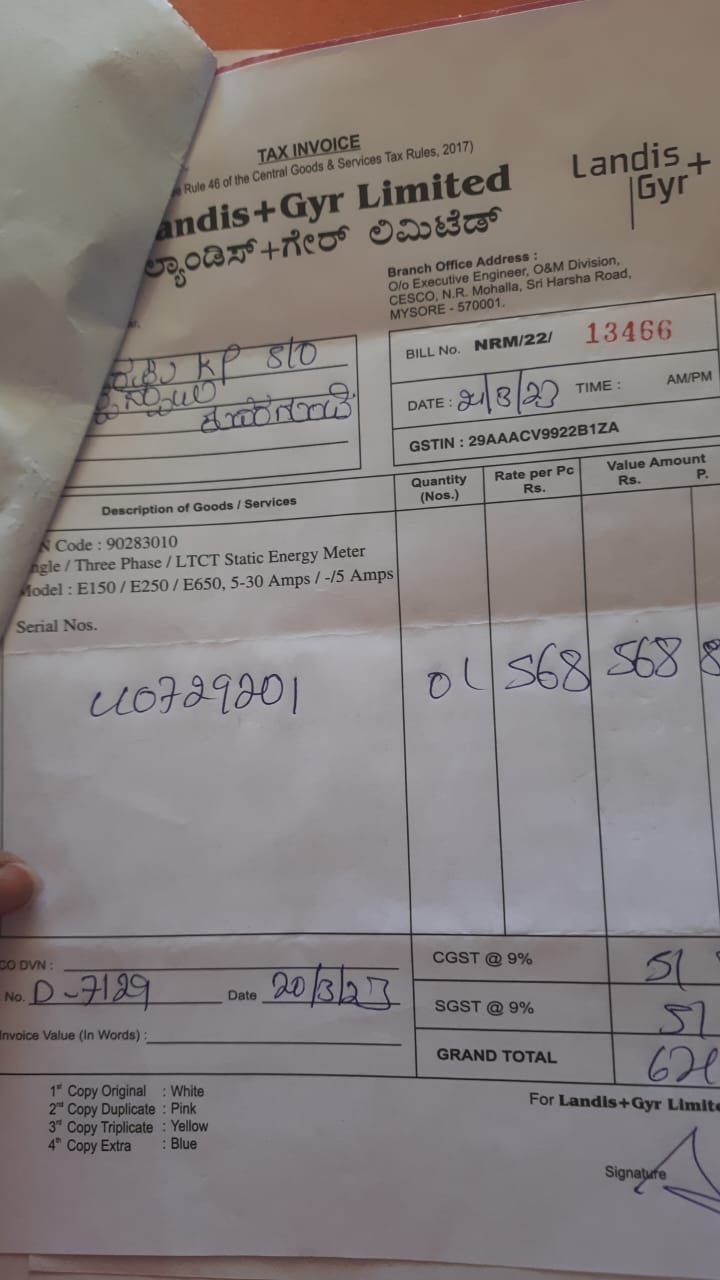 TAX INVOICE
Rule 46 of the Central Goods & Services Tax Rules, 2017)
Landis+
Gyr
andis+Gyr Limited
ಲ್ಯಾಂಡಿಸ್+ಗೇರ್ ಲಿಮಿಟೆಡ್
Branch Office Address :
O/o Executive Engineer, O&M Division,
CESCO, N.R. Mohalla, Sri Harsha Road,
MYSORE - 570001.
KP S/O
BILL No. NRM/22/ 13466
DATE : 21/3/23 TIME : AM/PM
GSTIN : 29AAACV9922B1ZA
Description of Goods / Services Quantity (Nos.) Rate per Pc Rs. Value Amount Rs. P.
N Code : 90283010
ngle / Three Phase / LTCT Static Energy Meter
Model : E150 / E250 / E650, 5-30 Amps / -/5 Amps
Serial Nos.
40729201 01 568 568 8
CO DVN :
No. D-7129 Date 20/3/23
Invoice Value (In Words) :
CGST @ 9% 51
SGST @ 9% 51
GRAND TOTAL
1st Copy Original : White
2nd Copy Duplicate : Pink
3rd Copy Triplicate : Yellow
4th Copy Extra : Blue
For Landis+Gyr Limite
Signature